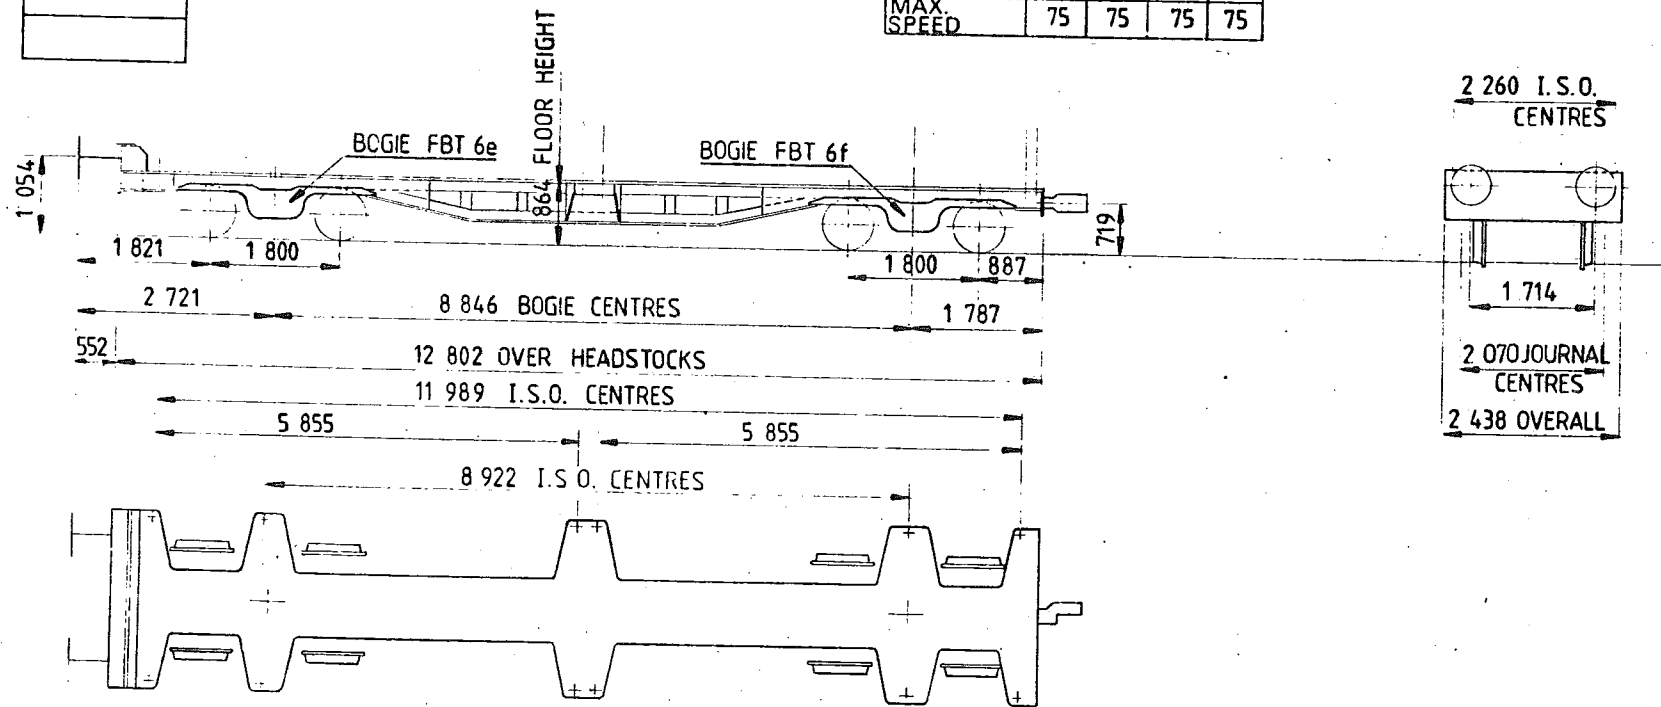 MAX.
SPEED 75 75 75 75
FLOOR HEIGHT
2 260 I.S.O.
CENTRES
BOGIE FBT 6e
BOGIE FBT 6f
1 054
864
719
1 821
1 800
1 800
887
1 714
2 721
8 846 BOGIE CENTRES
1 787
552
12 802 OVER HEADSTOCKS
2 070 JOURNAL
CENTRES
11 989 I.S.O. CENTRES
5 855
5 855
2 438 OVERALL
8 922 I.S.O. CENTRES